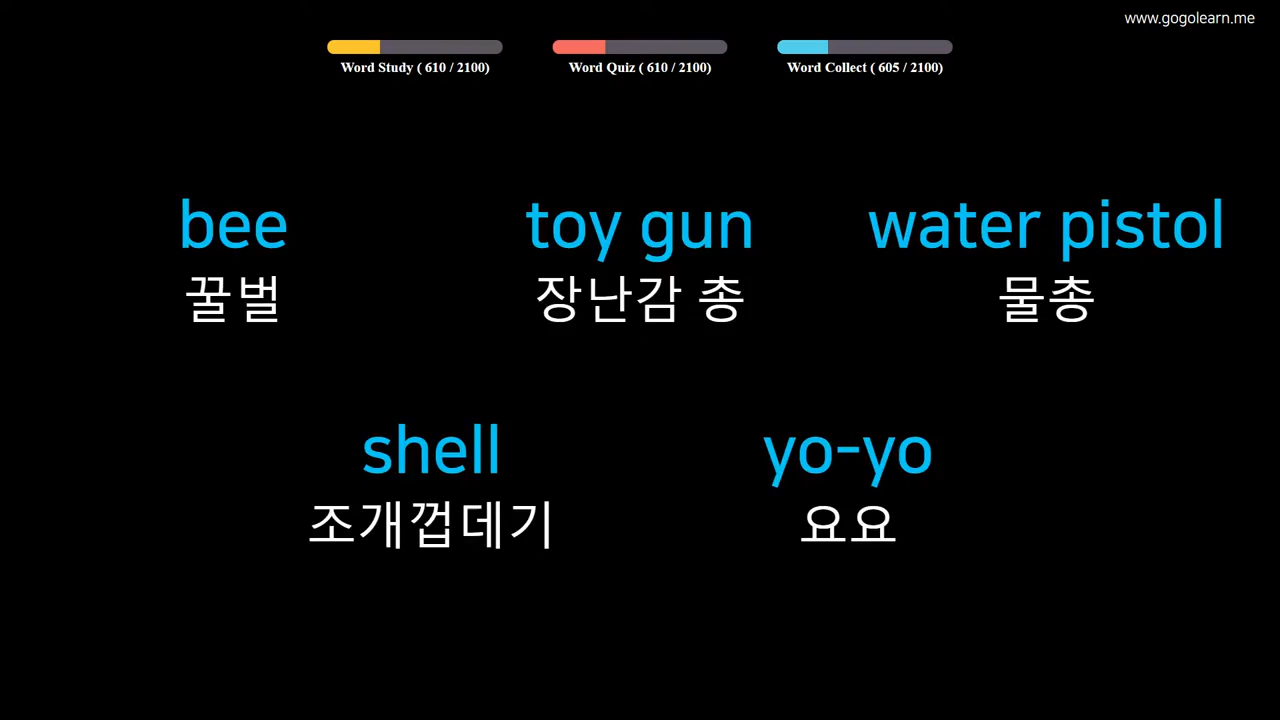 www.gogolearn.me
Word Study ( 610 / 2100)
Word Quiz ( 610 / 2100)
Word Collect ( 605 / 2100)
bee
꿀벌
toy gun
장난감 총
water pistol
물총
shell
조개껍데기
yo-yo
요요